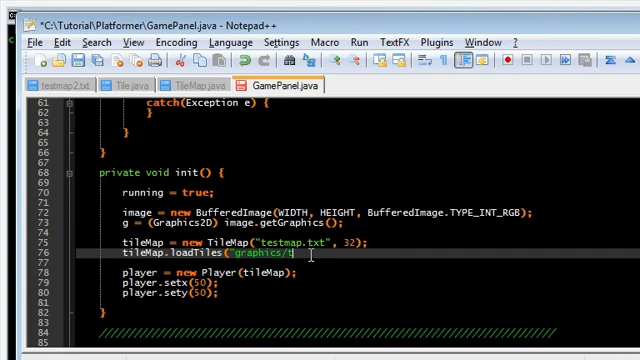 *C:\Tutorial\Platformer\GamePanel.java - Notepad++
File Edit Search View Encoding Language Settings Macro Run TextFX Plugins Window ?
testmap2.txt Tile.java TileMap.java GamePanel.java
61 catch(Exception e) {
62 }
63
64 }
65
66 }
67
68 private void init() {
69
70 running = true;
71
72 image = new BufferedImage(WIDTH, HEIGHT, BufferedImage.TYPE_INT_RGB);
73 g = (Graphics2D) image.getGraphics();
74
75 tileMap = new TileMap("testmap.txt", 32);
76 tileMap.loadTiles("graphics/t
77
78 player = new Player(tileMap);
79 player.setx(50);
80 player.sety(50);
81
82 }
83
84 ////////////////////////////////////////////////////////////////////////
85